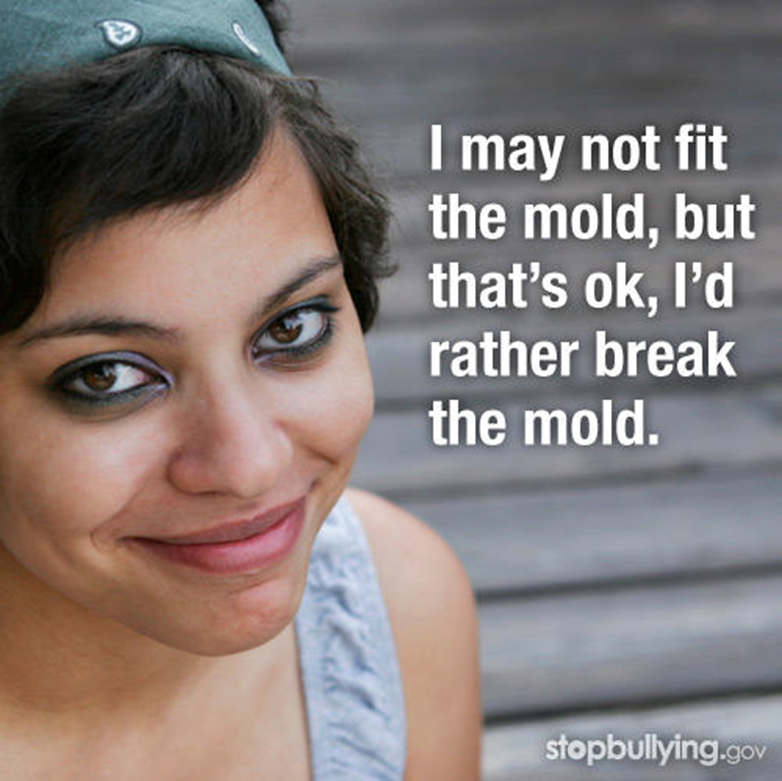 I may not fit
the mold, but
that's ok, I'd
rather break
the mold.
stopbullying.gov